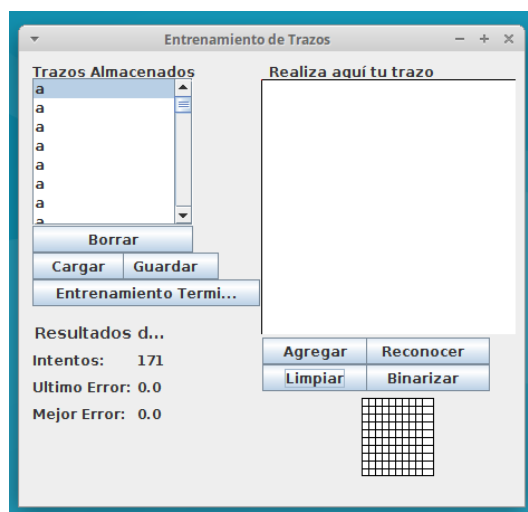 Entrenamiento de Trazos
Trazos Almacenados
a
a
a
a
a
a
a
a
Borrar
Cargar Guardar
Entrenamiento Termi...
Resultados d...
Intentos: 171
Ultimo Error: 0.0
Mejor Error: 0.0
Realiza aquí tu trazo
Agregar Reconocer
Limpiar Binarizar